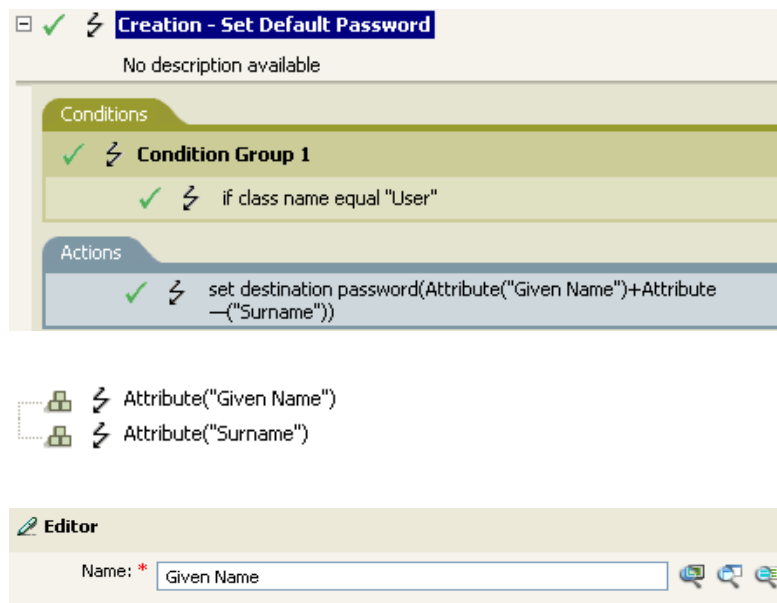 Creation - Set Default Password
No description available
Conditions
Condition Group 1
if class name equal "User"
Actions
set destination password(Attribute("Given Name")+Attribute
—("Surname"))
Attribute("Given Name")
Attribute("Surname")
Editor
Name: * Given Name